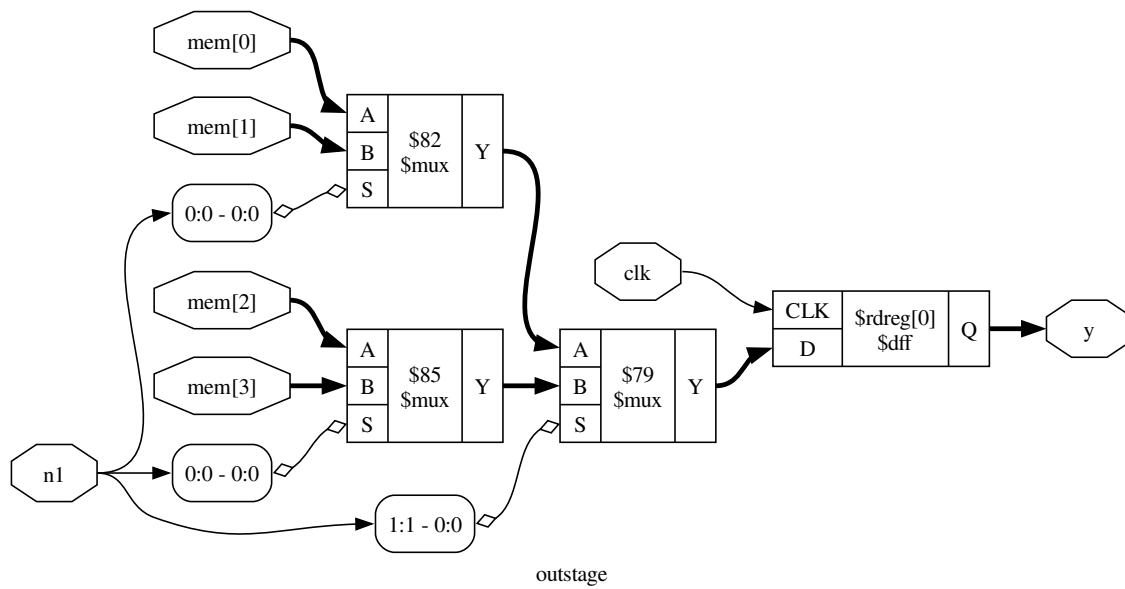 mem[0]
mem[1]
A
B
S
$82
$mux
Y
0:0 - 0:0
mem[2]
mem[3]
A
B
S
$85
$mux
Y
n1
0:0 - 0:0
1:1 - 0:0
A
B
S
$79
$mux
Y
clk
CLK
D
$rdreg[0]
$dff
Q
y
outstage